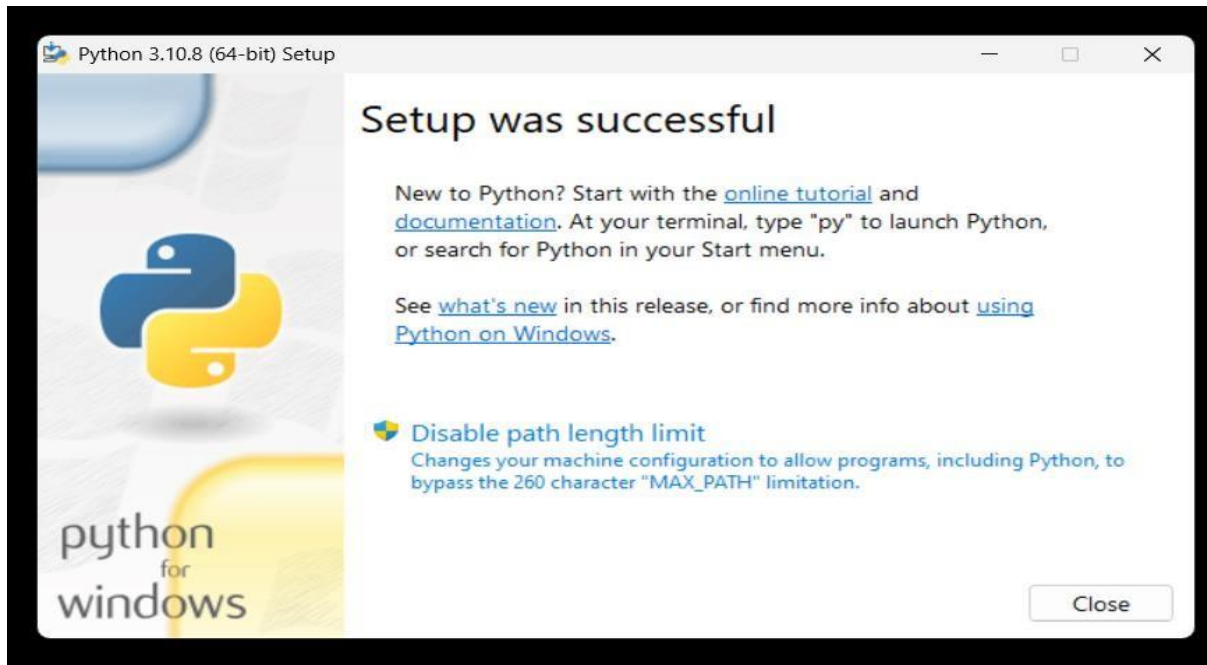 Python 3.10.8 (64-bit) Setup
Setup was successful
New to Python? Start with the online tutorial and
documentation. At your terminal, type "py" to launch Python,
or search for Python in your Start menu.
See what's new in this release, or find more info about using
Python on Windows.
Disable path length limit
Changes your machine configuration to allow programs, including Python, to
bypass the 260 character "MAX_PATH" limitation.
python
for
windows
Close